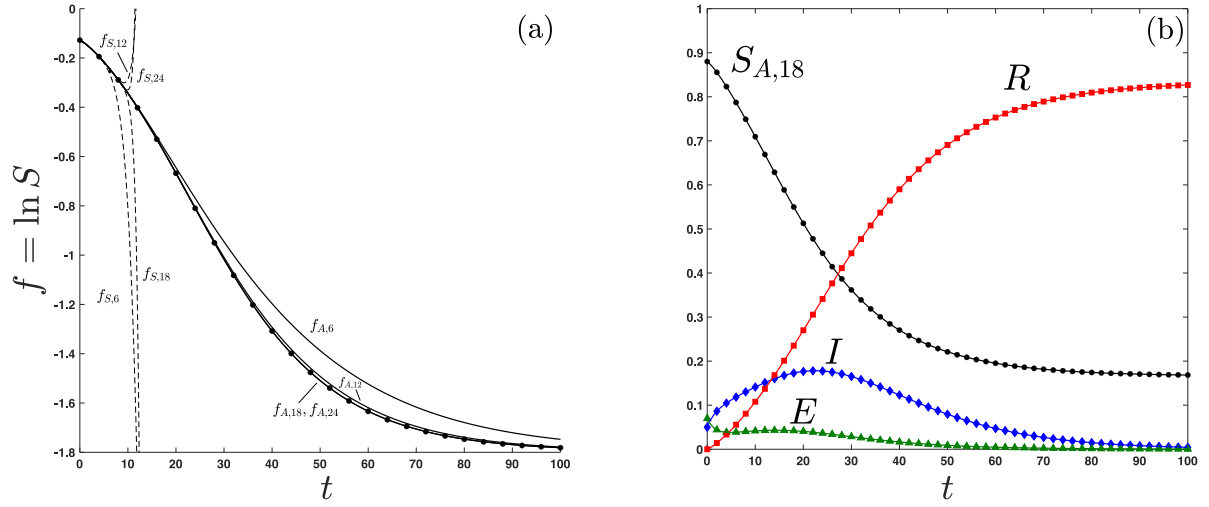 (a)
f = ln S
0
-0.2
-0.4
-0.6
-0.8
-1
-1.2
-1.4
-1.6
-1.8
f_{S,12}
f_{S,24}
f_{S,6}
f_{S,18}
f_{A,6}
f_{A,12}
f_{A,18}, f_{A,24}
0 10 20 30 40 50 60 70 80 90 100
t
(b)
1
0.9
0.8
0.7
0.6
0.5
0.4
0.3
0.2
0.1
0
S_{A,18}
R
I
E
0 10 20 30 40 50 60 70 80 90 100
t